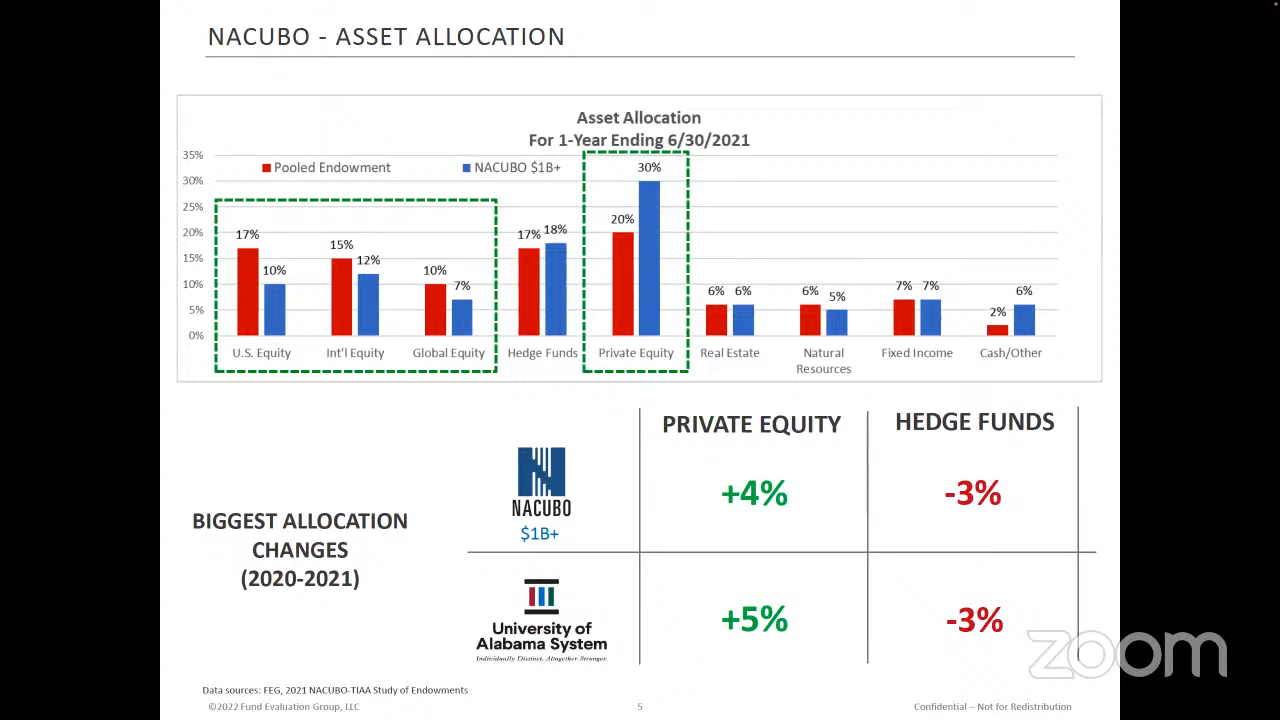 NACUBO - ASSET ALLOCATION
Asset Allocation
For 1-Year Ending 6/30/2021
Pooled Endowment
NACUBO $1B+
35%
30%
25%
20%
15%
10%
5%
0%
17%
10%
15%
12%
10%
7%
17%
18%
20%
30%
6%
6%
6%
5%
7%
7%
2%
6%
U.S. Equity
Int'l Equity
Global Equity
Hedge Funds
Private Equity
Real Estate
Natural
Resources
Fixed Income
Cash/Other
BIGGEST ALLOCATION
CHANGES
(2020-2021)
PRIVATE EQUITY
HEDGE FUNDS
NACUBO
$1B+
+4%
-3%
University of
Alabama System
Individually Distinct. Altogether Stronger.
+5%
-3%
zoom
Data sources: FEG, 2021 NACUBO-TIAA Study of Endowments
©2022 Fund Evaluation Group, LLC
5
Confidential – Not for Redistribution